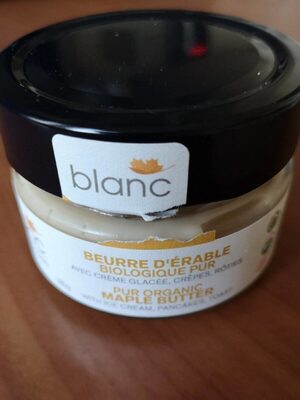 blanc
BEURRE D'ÉRABLE
BIOLOGIQUE PUR
AVEC CRÈME GLACÉE, CRÊPES, RÔTIES
PUR ORGANIC
MAPLE BUTTER
WITH ICE CREAM, PANCAKES, TOAST